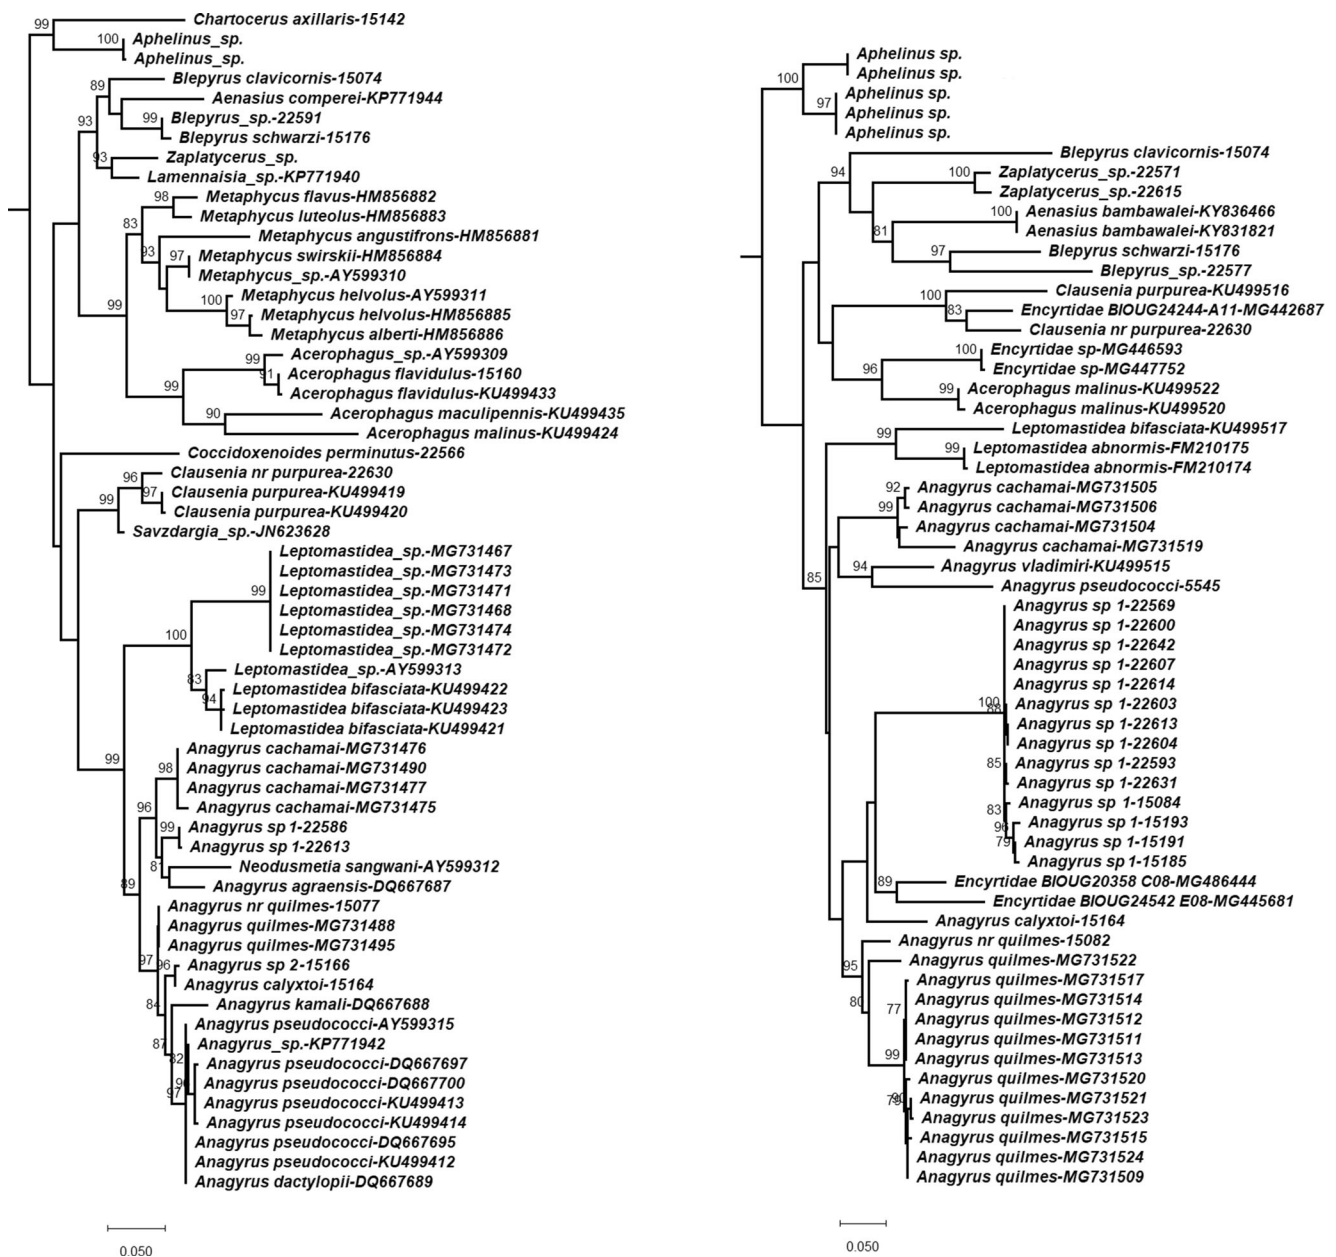 Chartocerus axillaris-15142
99
Aphelinus_sp.
100
Aphelinus_sp.
Blepyrus clavicornis-15074
89
Aenasius comperei-KP771944
Blepyrus_sp.-22591
99
93
Blepyrus schwarzi-15176
Zaplatycerus_sp.
93
Lamennaisia_sp.-KP771940
Metaphycus flavus-HM856882
98
Metaphycus luteolus-HM856883
83
Metaphycus angustifrons-HM856881
93
Metaphycus swirskii-HM856884
97
Metaphycus_sp.-AY599310
Metaphycus helvolus-AY599311
100
99
Metaphycus helvolus-HM856885
97
Metaphycus alberti-HM856886
Acerophagus_sp.-AY599309
99
Acerophagus flavidulus-15160
91
99
Acerophagus flavidulus-KU499433
Acerophagus maculipennis-KU499435
90
Acerophagus malinus-KU499424
Coccidoxenoides perminutus-22566
Clausenia nr purpurea-22630
96
Clausenia purpurea-KU499419
97
99
Clausenia purpurea-KU499420
Savzdargia_sp.-JN623628
Leptomastidea_sp.-MG731467
Leptomastidea_sp.-MG731473
Leptomastidea_sp.-MG731471
99
Leptomastidea_sp.-MG731468
Leptomastidea_sp.-MG731474
100
Leptomastidea_sp.-MG731472
Leptomastidea_sp.-AY599313
83
Leptomastidea bifasciata-KU499422
94
Leptomastidea bifasciata-KU499423
Leptomastidea bifasciata-KU499421
Anagyrus cachamai-MG731476
99
98
Anagyrus cachamai-MG731490
Anagyrus cachamai-MG731477
96
Anagyrus cachamai-MG731475
Anagyrus sp 1-22586
99
Anagyrus sp 1-22613
81
Neodusmetia sangwani-AY599312
89
Anagyrus agraensis-DQ667687
Anagyrus nr quilmes-15077
Anagyrus quilmes-MG731488
Anagyrus quilmes-MG731495
97
96
Anagyrus sp 2-15166
Anagyrus calyxtoi-15164
84
Anagyrus kamali-DQ667688
Anagyrus pseudococci-AY599315
87
Anagyrus_sp.-KP771942
82
Anagyrus pseudococci-DQ667697
Anagyrus pseudococci-DQ667700
97
Anagyrus pseudococci-KU499413
Anagyrus pseudococci-KU499414
Anagyrus pseudococci-DQ667695
Anagyrus pseudococci-KU499412
Anagyrus dactylopii-DQ667689
0.050
Aphelinus sp.
100
Aphelinus sp.
Aphelinus sp.
97
Aphelinus sp.
Aphelinus sp.
Blepyrus clavicornis-15074
94
Zaplatycerus_sp.-22571
100
Zaplatycerus_sp.-22615
Aenasius bambawalei-KY836466
100
81
Aenasius bambawalei-KY831821
Blepyrus schwarzi-15176
97
Blepyrus_sp.-22577
Clausenia purpurea-KU499516
100
Encyrtidae BIOUG24244-A11-MG442687
83
Clausenia nr purpurea-22630
Encyrtidae sp-MG446593
100
96
Encyrtidae sp-MG447752
Acerophagus malinus-KU499522
99
Acerophagus malinus-KU499520
Leptomastidea bifasciata-KU499517
99
Leptomastidea abnormis-FM210175
99
Leptomastidea abnormis-FM210174
Anagyrus cachamai-MG731505
92
99
Anagyrus cachamai-MG731506
Anagyrus cachamai-MG731504
Anagyrus cachamai-MG731519
Anagyrus vladimiri-KU499515
94
85
Anagyrus pseudococci-5545
Anagyrus sp 1-22569
Anagyrus sp 1-22600
Anagyrus sp 1-22642
Anagyrus sp 1-22607
Anagyrus sp 1-22614
100
Anagyrus sp 1-22603
88
Anagyrus sp 1-22613
Anagyrus sp 1-22604
85
Anagyrus sp 1-22593
Anagyrus sp 1-22631
Anagyrus sp 1-15084
83
Anagyrus sp 1-15193
96
Anagyrus sp 1-15191
79
Anagyrus sp 1-15185
Encyrtidae BIOUG20358 C08-MG486444
89
Encyrtidae BIOUG24542 E08-MG445681
Anagyrus calyxtoi-15164
Anagyrus nr quilmes-15082
95
Anagyrus quilmes-MG731522
Anagyrus quilmes-MG731517
80
Anagyrus quilmes-MG731514
77
Anagyrus quilmes-MG731512
Anagyrus quilmes-MG731511
99
Anagyrus quilmes-MG731513
Anagyrus quilmes-MG731520
Anagyrus quilmes-MG731521
Anagyrus quilmes-MG731523
Anagyrus quilmes-MG731515
Anagyrus quilmes-MG731524
Anagyrus quilmes-MG731509
0.050